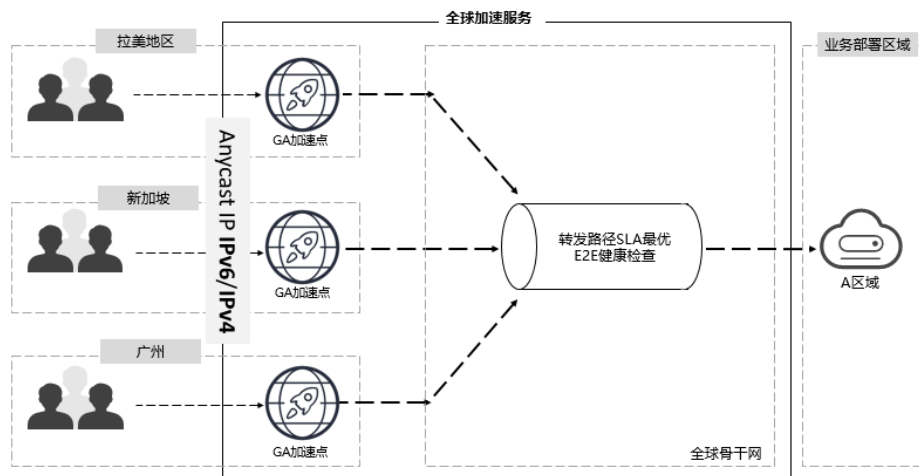 全球加速服务
拉美地区
业务部署区域
GA加速点
Anycast IP IPv6/IPv4
新加坡
GA加速点
转发路径SLA最优
E2E健康检查
A区域
广州
GA加速点
全球骨干网